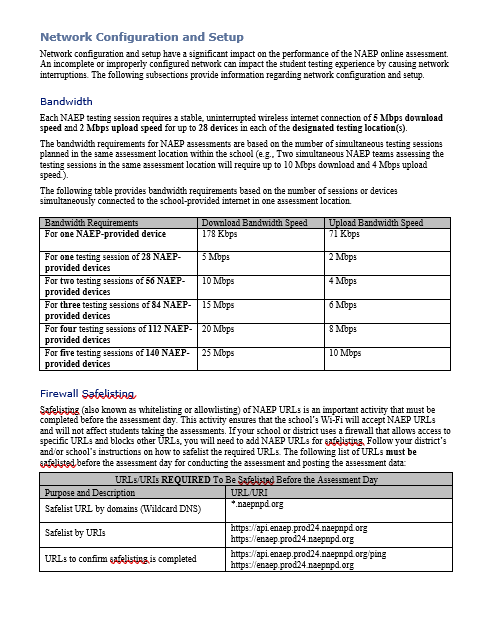 Network Configuration and Setup
Network configuration and setup have a significant impact on the performance of the NAEP online assessment.
An incomplete or improperly configured network can impact the student testing experience by causing network
interruptions. The following subsections provide information regarding network configuration and setup.
Bandwidth
Each NAEP testing session requires a stable, uninterrupted wireless internet connection of 5 Mbps download
speed and 2 Mbps upload speed for up to 28 devices in each of the designated testing location(s).
The bandwidth requirements for NAEP assessments are based on the number of simultaneous testing sessions
planned in the same assessment location within the school (e.g., Two simultaneous NAEP teams assessing the
testing sessions in the same assessment location will require up to 10 Mbps download and 4 Mbps upload
speed.).
The following table provides bandwidth requirements based on the number of sessions or devices
simultaneously connected to the school-provided internet in one assessment location.
Bandwidth Requirements Download Bandwidth Speed Upload Bandwidth Speed
For one NAEP-provided device 178 Kbps 71 Kbps
For one testing session of 28 NAEP- 5 Mbps 2 Mbps
provided devices
For two testing sessions of 56 NAEP- 10 Mbps 4 Mbps
provided devices
For three testing sessions of 84 NAEP- 15 Mbps 6 Mbps
provided devices
For four testing sessions of 112 NAEP- 20 Mbps 8 Mbps
provided devices
For five testing sessions of 140 NAEP- 25 Mbps 10 Mbps
provided devices
Firewall Safelisting
Safelisting (also known as whitelisting or allowlisting) of NAEP URLs is an important activity that must be
completed before the assessment day. This activity ensures that the school's Wi-Fi will accept NAEP URLs
and will not affect students taking the assessments. If your school or district uses a firewall that allows access to
specific URLs and blocks other URLs, you will need to add NAEP URLs for safelisting. Follow your district's
and/or school's instructions on how to safelist the required URLs. The following list of URLs must be
safelisted before the assessment day for conducting the assessment and posting the assessment data:
URLs/URIs REQUIRED To Be Safelisted Before the Assessment Day
Purpose and Description URL/URI
Safelist URL by domains (Wildcard DNS) *.naepnpd.org
Safelist by URIs https://api.enaep.prod24.naepnpd.org
https://enaep.prod24.naepnpd.org
URLs to confirm safelisting is completed https://api.enaep.prod24.naepnpd.org/ping
https://enaep.prod24.naepnpd.org